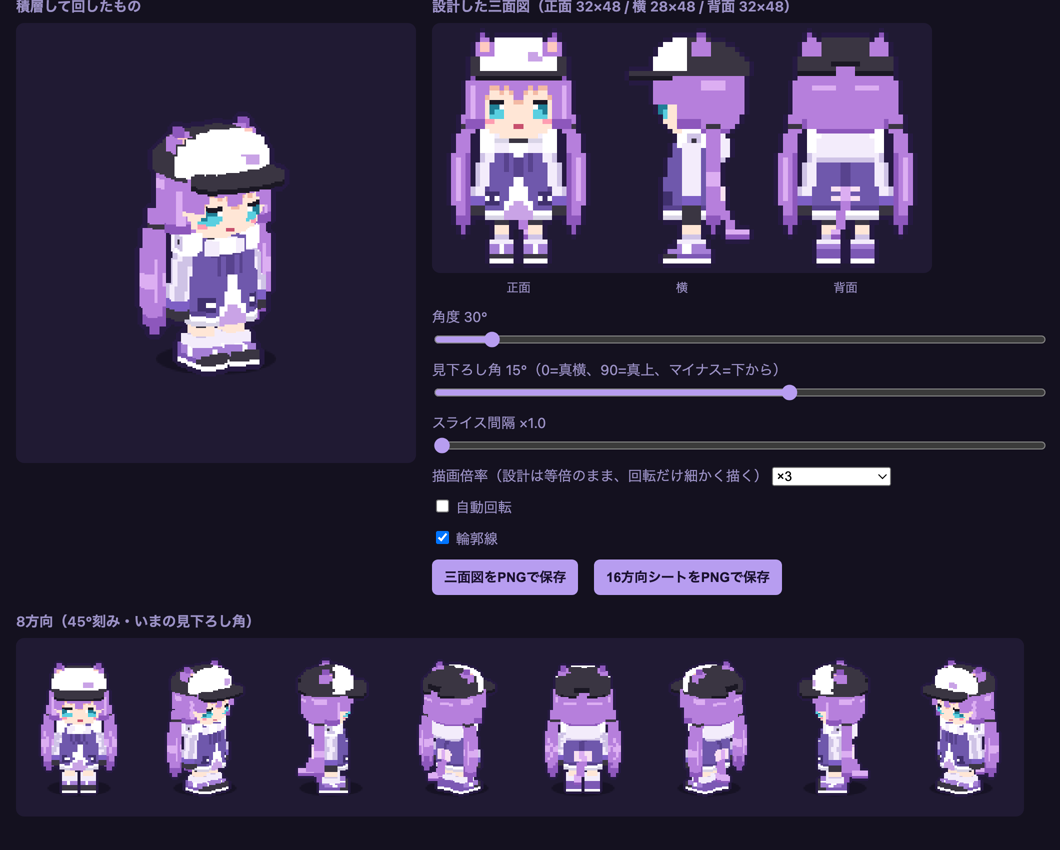 積層して回したもの
設計した三面図（正面 32×48 / 横 28×48 / 背面 32×48）
正面
横
背面
角度 30°
見下ろし角 15°（0=真横、90=真上、マイナス=下から）
スライス間隔 ×1.0
描画倍率（設計は等倍のまま、回転だけ細かく描く） ×3
自動回転
輪郭線
三面図をPNGで保存 16方向シートをPNGで保存
8方向（45°刻み・いまの見下ろし角）